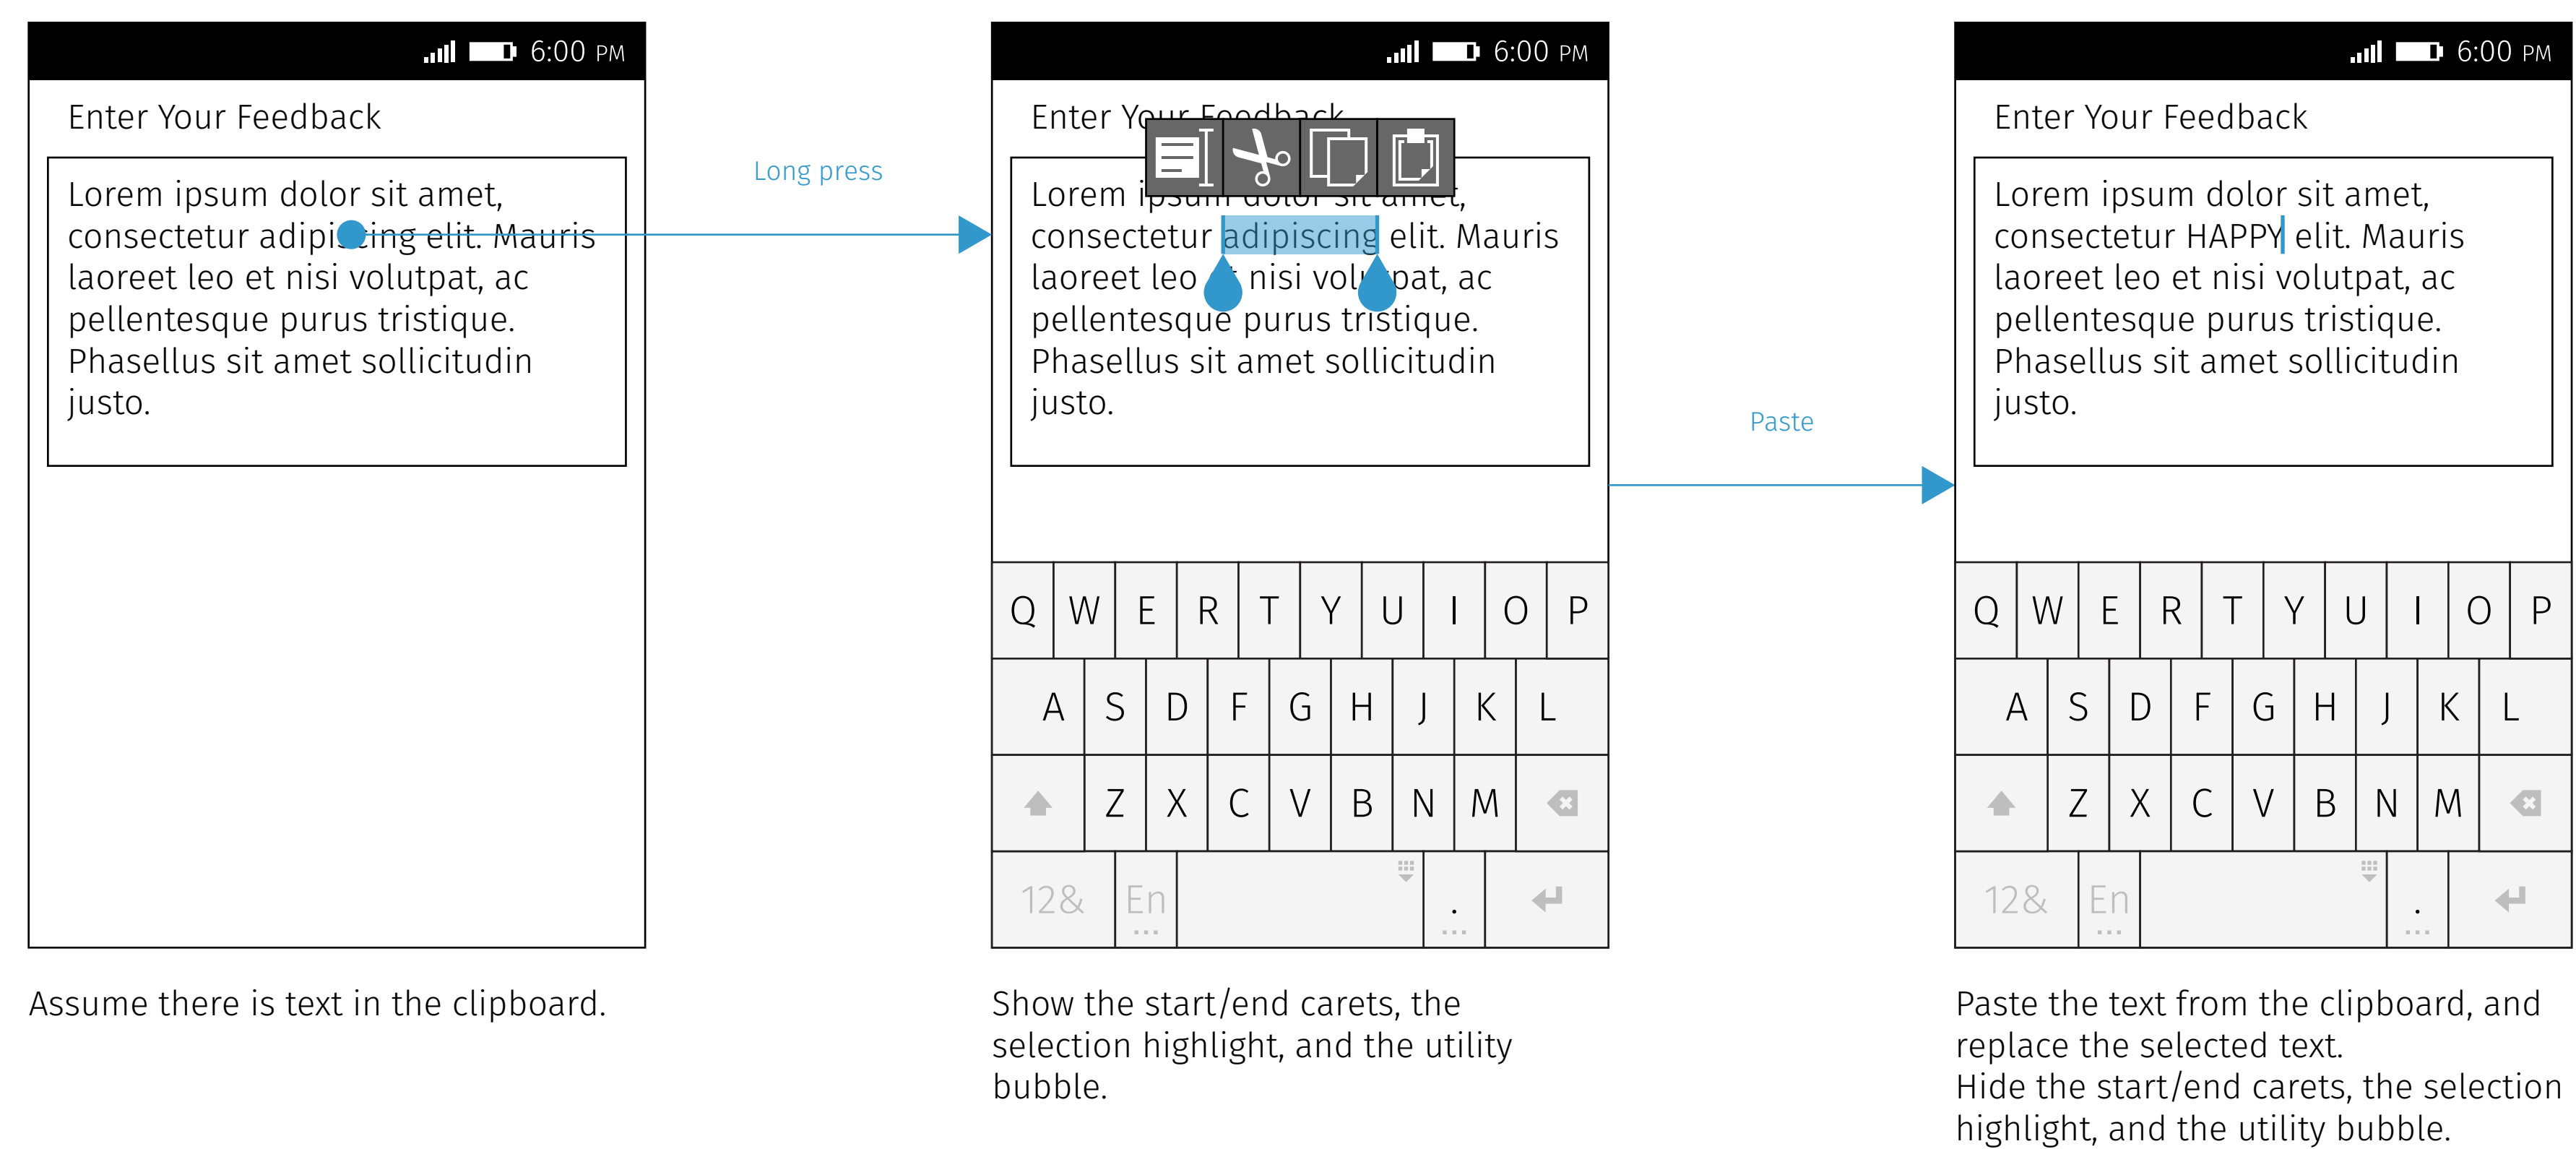 6:00 PM
Enter Your Feedback
Lorem ipsum dolor sit amet,
consectetur adipiscing elit. Mauris
laoreet leo et nisi volutpat, ac
pellentesque purus tristique.
Phasellus sit amet sollicitudin
justo.
Assume there is text in the clipboard.
Long press
6:00 PM
Enter Your Feedback
Lorem ipsum dolor sit amet,
consectetur adipiscing elit. Mauris
laoreet leo et nisi volutpat, ac
pellentesque purus tristique.
Phasellus sit amet sollicitudin
justo.
Q W E R T Y U I O P
A S D F G H J K L
Z X C V B N M
12& En ... . ...
Show the start/end carets, the
selection highlight, and the utility
bubble.
Paste
6:00 PM
Enter Your Feedback
Lorem ipsum dolor sit amet,
consectetur HAPPY elit. Mauris
laoreet leo et nisi volutpat, ac
pellentesque purus tristique.
Phasellus sit amet sollicitudin
justo.
Q W E R T Y U I O P
A S D F G H J K L
Z X C V B N M
12& En ... . ...
Paste the text from the clipboard, and
replace the selected text.
Hide the start/end carets, the selection
highlight, and the utility bubble.